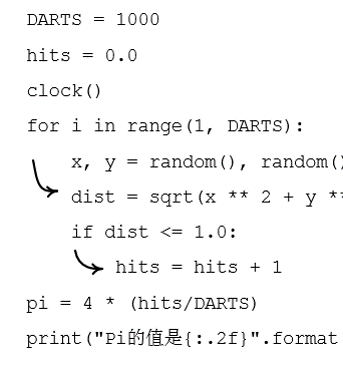 DARTS = 1000
hits = 0.0
clock()
for i in range(1, DARTS):
x, y = random(), random()
dist = sqrt(x ** 2 + y **
if dist <= 1.0:
hits = hits + 1
pi = 4 * (hits/DARTS)
print("Pi的值是{:.2f}".format